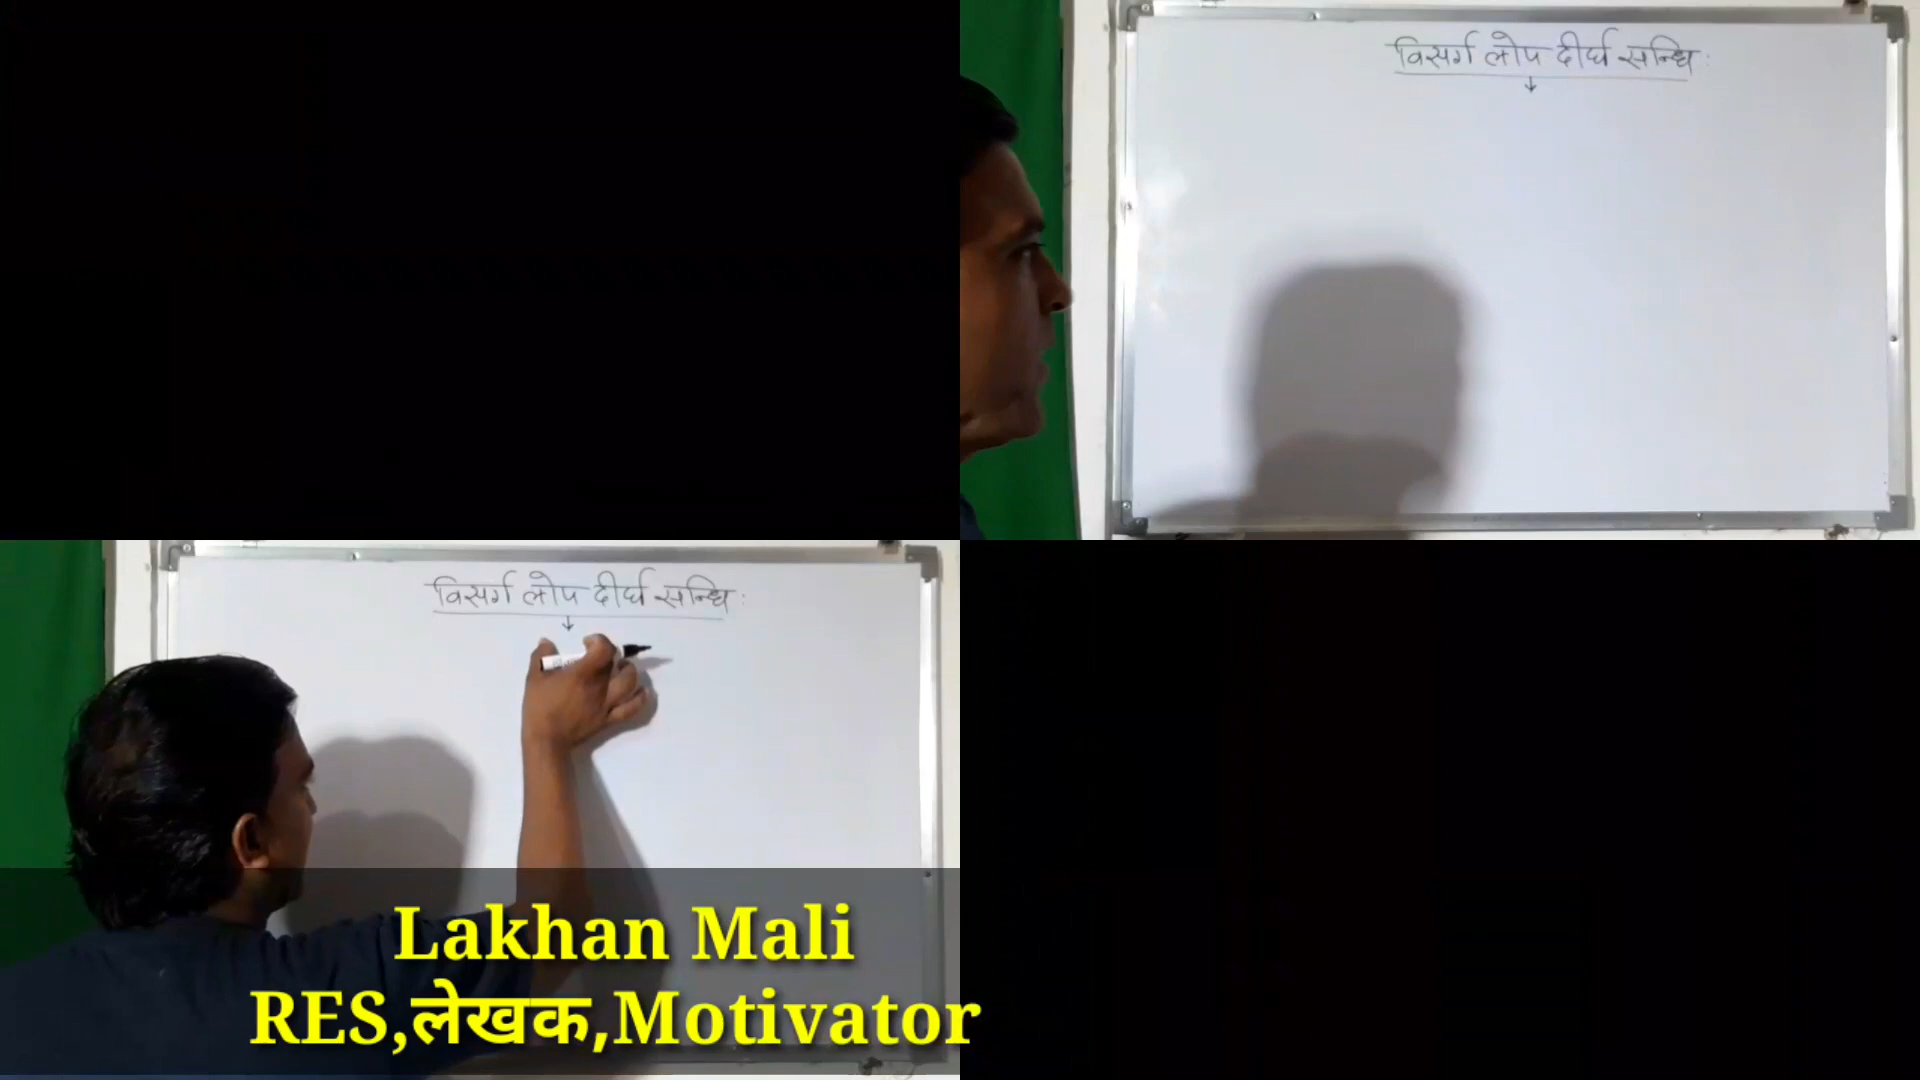 विसर्ग लोप दीर्घ सन्धि:
विसर्ग लोप दीर्घ सन्धि:
Lakhan Mali
RES,लेखक,Motivator